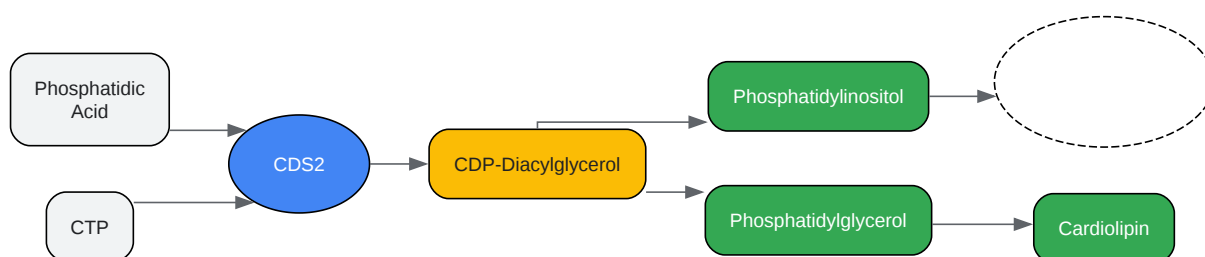 Phosphatidic
Acid
CTP
CDS2
CDP-Diacylglycerol
Phosphatidylinositol
Phosphatidylglycerol
Cardiolipin